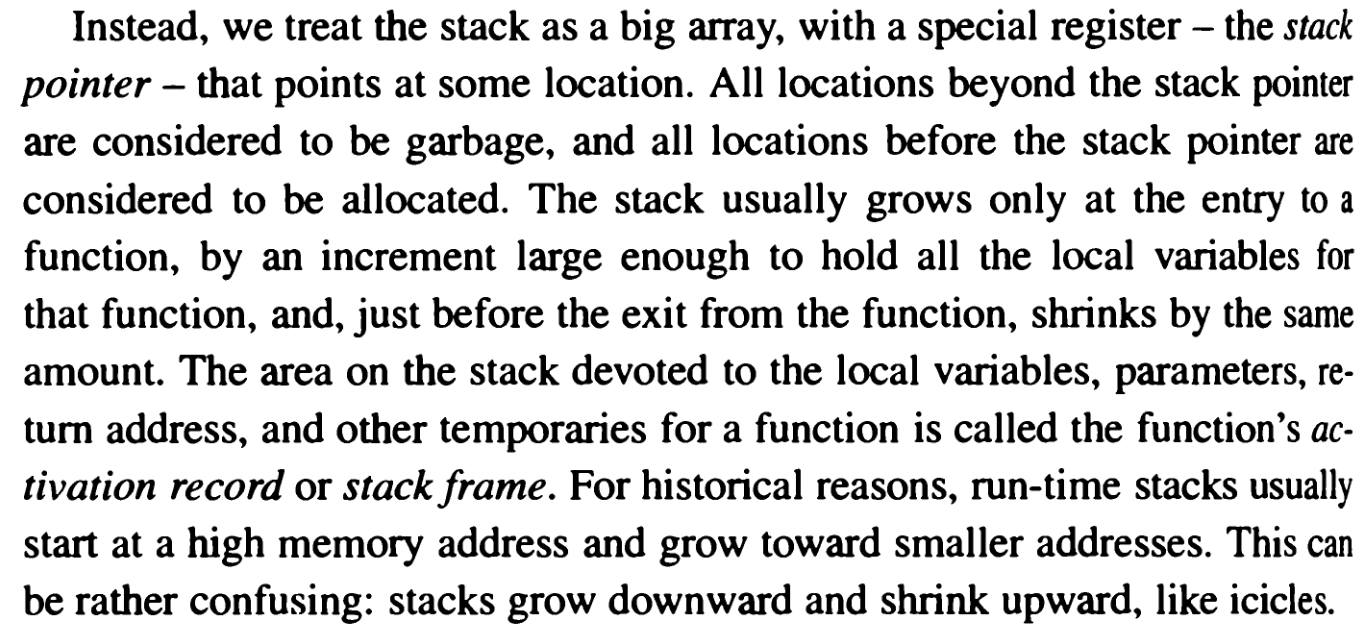 Instead, we treat the stack as a big array, with a special register – the stack
pointer – that points at some location. All locations beyond the stack pointer
are considered to be garbage, and all locations before the stack pointer are
considered to be allocated. The stack usually grows only at the entry to a
function, by an increment large enough to hold all the local variables for
that function, and, just before the exit from the function, shrinks by the same
amount. The area on the stack devoted to the local variables, parameters, re-
turn address, and other temporaries for a function is called the function's ac-
tivation record or stack frame. For historical reasons, run-time stacks usually
start at a high memory address and grow toward smaller addresses. This can
be rather confusing: stacks grow downward and shrink upward, like icicles.